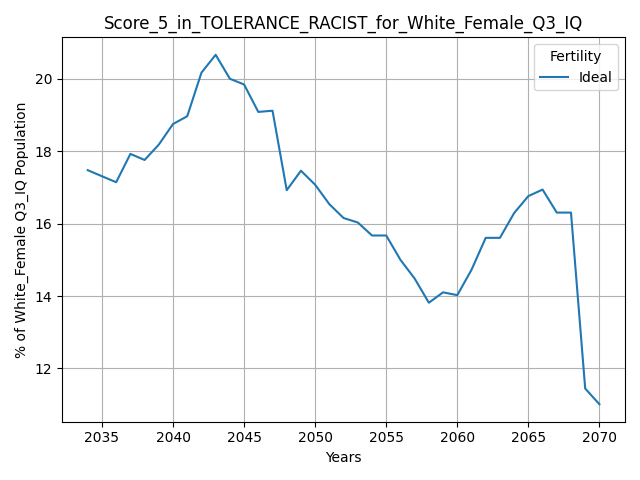 Score_5_in_TOLERANCE_RACIST_for_White_Female_Q3_IQ
Fertility
Ideal
% of White_Female Q3_IQ Population
20
18
16
14
12
2035 2040 2045 2050 2055 2060 2065 2070
Years